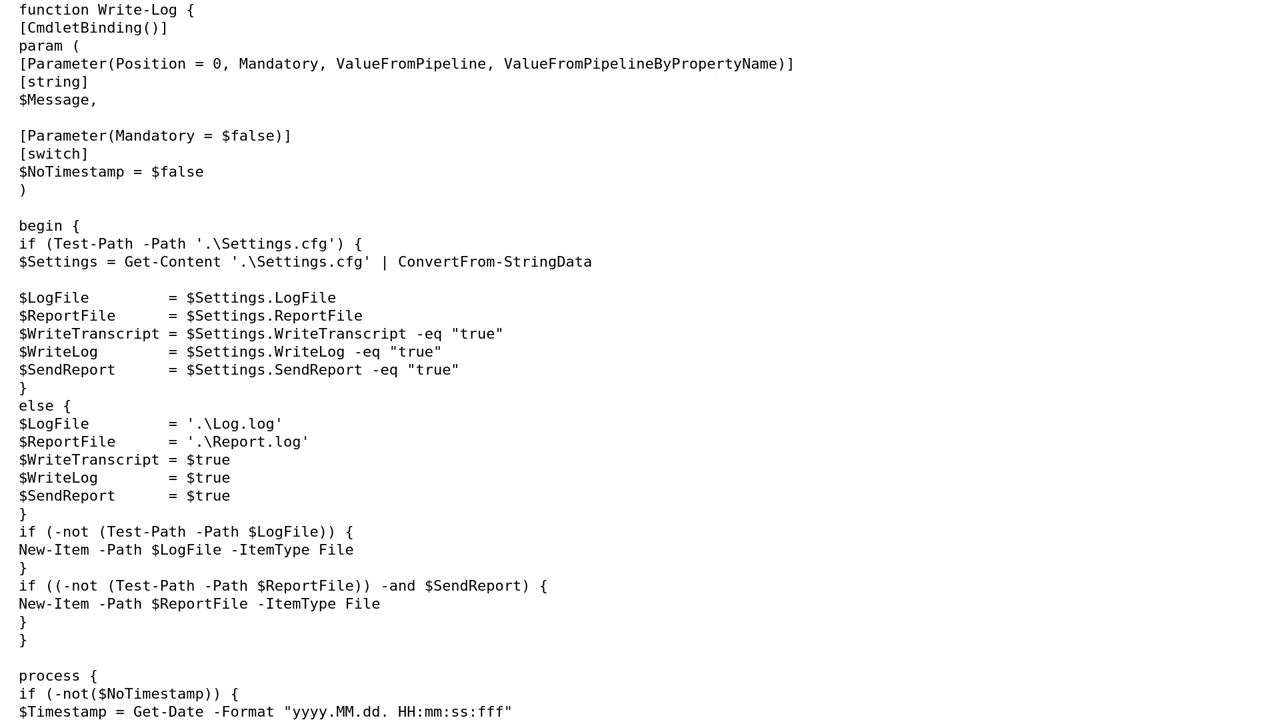 function Write-Log {
[CmdletBinding()]
param (
[Parameter(Position = 0, Mandatory, ValueFromPipeline, ValueFromPipelineByPropertyName)]
[string]
$Message,

[Parameter(Mandatory = $false)]
[switch]
$NoTimestamp = $false
)

begin {
if (Test-Path -Path '.\Settings.cfg') {
$Settings = Get-Content '.\Settings.cfg' | ConvertFrom-StringData

$LogFile         = $Settings.LogFile
$ReportFile      = $Settings.ReportFile
$WriteTranscript = $Settings.WriteTranscript -eq "true"
$WriteLog        = $Settings.WriteLog -eq "true"
$SendReport      = $Settings.SendReport -eq "true"
}
else {
$LogFile         = '.\Log.log'
$ReportFile      = '.\Report.log'
$WriteTranscript = $true
$WriteLog        = $true
$SendReport      = $true
}
if (-not (Test-Path -Path $LogFile)) {
New-Item -Path $LogFile -ItemType File
}
if ((-not (Test-Path -Path $ReportFile)) -and $SendReport) {
New-Item -Path $ReportFile -ItemType File
}
}

process {
if (-not($NoTimestamp)) {
$Timestamp = Get-Date -Format "yyyy.MM.dd. HH:mm:ss:fff"